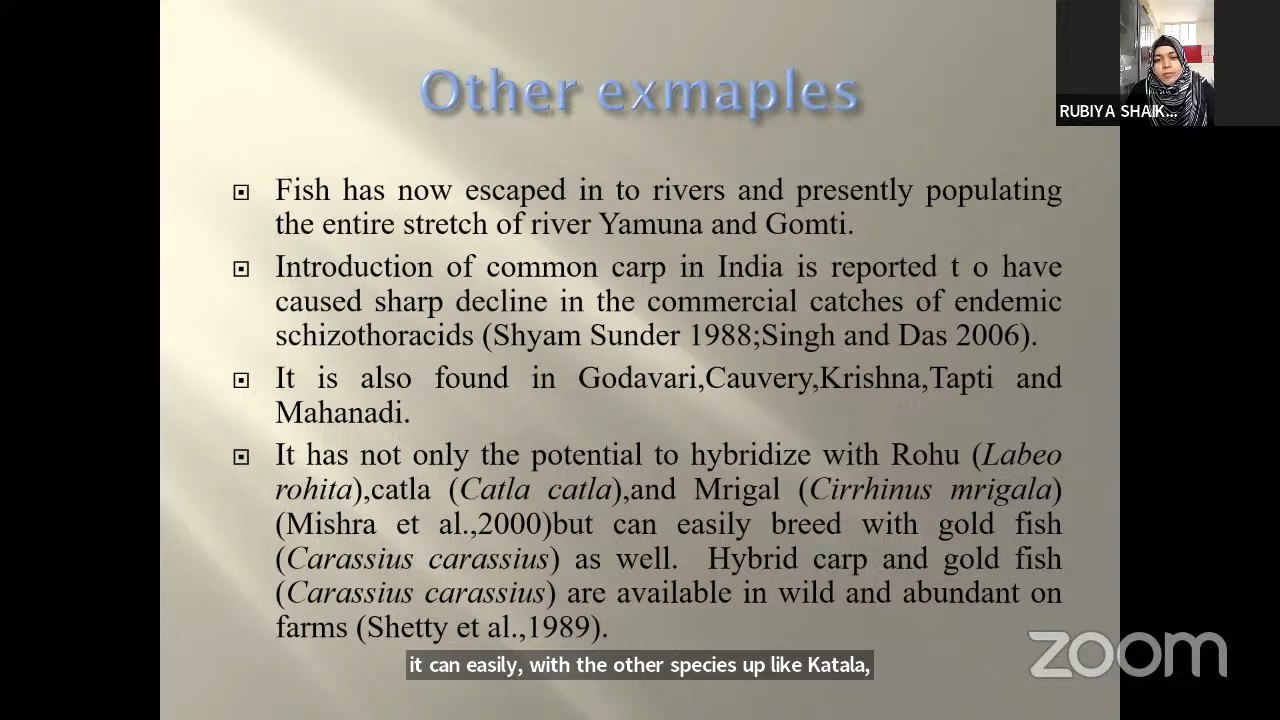 Other exmaples
RUBIYA SHAIK...
Fish has now escaped in to rivers and presently populating
the entire stretch of river Yamuna and Gomti.
Introduction of common carp in India is reported t o have
caused sharp decline in the commercial catches of endemic
schizothoracids (Shyam Sunder 1988;Singh and Das 2006).
It is also found in Godavari,Cauvery,Krishna,Tapti and
Mahanadi.
It has not only the potential to hybridize with Rohu (Labeo
rohita),catla (Catla catla),and Mrigal (Cirrhinus mrigala)
(Mishra et al.,2000)but can easily breed with gold fish
(Carassius carassius) as well. Hybrid carp and gold fish
(Carassius carassius) are available in wild and abundant on
farms (Shetty et al.,1989).
it can easily, with the other species up like Katala,
zoom